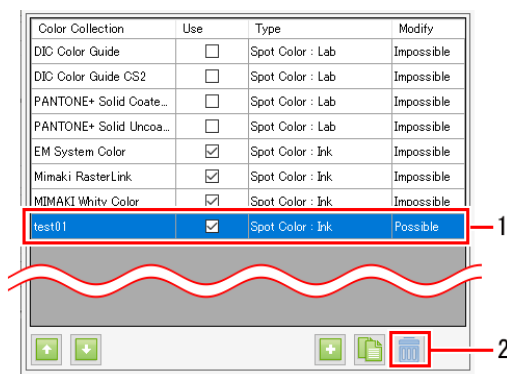 Color Collection Use Type Modify
DIC Color Guide Spot Color : Lab Impossible
DIC Color Guide CS2 Spot Color : Lab Impossible
PANTONE+ Solid Coate... Spot Color : Lab Impossible
PANTONE+ Solid Uncoa... Spot Color : Lab Impossible
EM System Color Spot Color : Ink Impossible
Mimaki RasterLink Spot Color : Ink Impossible
MIMAKI Whity Color Spot Color : Ink Impossible
test01 Spot Color : Ink Possible 1
2